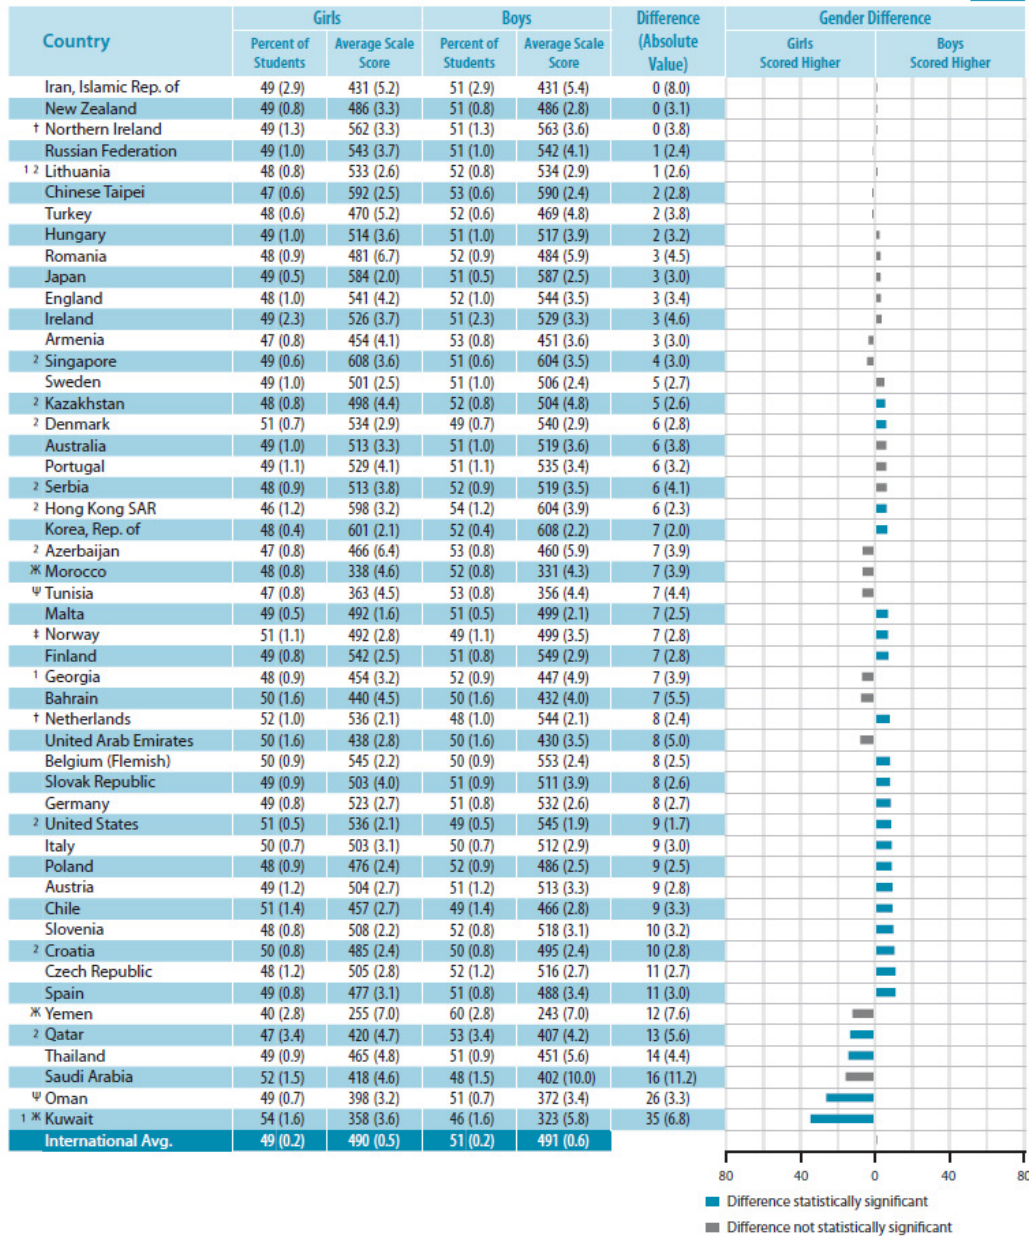 Country Girls Boys Difference (Absolute Value) Gender Difference
Percent of Students Average Scale Score Percent of Students Average Scale Score Girls Scored Higher Boys Scored Higher
Iran, Islamic Rep. of 49 (2.9) 431 (5.2) 51 (2.9) 431 (5.4) 0 (8.0)
New Zealand 49 (0.8) 486 (3.3) 51 (0.8) 486 (2.8) 0 (3.1)
† Northern Ireland 49 (1.3) 562 (3.3) 51 (1.3) 563 (3.6) 0 (3.8)
Russian Federation 49 (1.0) 543 (3.7) 51 (1.0) 542 (4.1) 1 (2.4)
1 2 Lithuania 48 (0.8) 533 (2.6) 52 (0.8) 534 (2.9) 1 (2.6)
Chinese Taipei 47 (0.6) 592 (2.5) 53 (0.6) 590 (2.4) 2 (2.8)
Turkey 48 (0.6) 470 (5.2) 52 (0.6) 469 (4.8) 2 (3.8)
Hungary 49 (1.0) 514 (3.6) 51 (1.0) 517 (3.9) 2 (3.2)
Romania 48 (0.9) 481 (6.7) 52 (0.9) 484 (5.9) 3 (4.5)
Japan 49 (0.5) 584 (2.0) 51 (0.5) 587 (2.5) 3 (3.0)
England 48 (1.0) 541 (4.2) 52 (1.0) 544 (3.5) 3 (3.4)
Ireland 49 (2.3) 526 (3.7) 51 (2.3) 529 (3.3) 3 (4.6)
Armenia 47 (0.8) 454 (4.1) 53 (0.8) 451 (3.6) 3 (3.0)
2 Singapore 49 (0.6) 608 (3.6) 51 (0.6) 604 (3.5) 4 (3.0)
Sweden 49 (1.0) 501 (2.5) 51 (1.0) 506 (2.4) 5 (2.7)
2 Kazakhstan 48 (0.8) 498 (4.4) 52 (0.8) 504 (4.8) 5 (2.6)
2 Denmark 51 (0.7) 534 (2.9) 49 (0.7) 540 (2.9) 6 (2.8)
Australia 49 (1.0) 513 (3.3) 51 (1.0) 519 (3.6) 6 (3.8)
Portugal 49 (1.1) 529 (4.1) 51 (1.1) 535 (3.4) 6 (3.2)
2 Serbia 48 (0.9) 513 (3.8) 52 (0.9) 519 (3.5) 6 (4.1)
2 Hong Kong SAR 46 (1.2) 598 (3.2) 54 (1.2) 604 (3.9) 6 (2.3)
Korea, Rep. of 48 (0.4) 601 (2.1) 52 (0.4) 608 (2.2) 7 (2.0)
2 Azerbaijan 47 (0.8) 466 (6.4) 53 (0.8) 460 (5.9) 7 (3.9)
Ж Morocco 48 (0.8) 338 (4.6) 52 (0.8) 331 (4.3) 7 (3.9)
Ψ Tunisia 47 (0.8) 363 (4.5) 53 (0.8) 356 (4.4) 7 (4.4)
Malta 49 (0.5) 492 (1.6) 51 (0.5) 499 (2.1) 7 (2.5)
‡ Norway 51 (1.1) 492 (2.8) 49 (1.1) 499 (3.5) 7 (2.8)
Finland 49 (0.8) 542 (2.5) 51 (0.8) 549 (2.9) 7 (2.8)
1 Georgia 48 (0.9) 454 (3.2) 52 (0.9) 447 (4.9) 7 (3.9)
Bahrain 50 (1.6) 440 (4.5) 50 (1.6) 432 (4.0) 7 (5.5)
† Netherlands 52 (1.0) 536 (2.1) 48 (1.0) 544 (2.1) 8 (2.4)
United Arab Emirates 50 (1.6) 438 (2.8) 50 (1.6) 430 (3.5) 8 (5.0)
Belgium (Flemish) 50 (0.9) 545 (2.2) 50 (0.9) 553 (2.4) 8 (2.5)
Slovak Republic 49 (0.9) 503 (4.0) 51 (0.9) 511 (3.9) 8 (2.6)
Germany 49 (0.8) 523 (2.7) 51 (0.8) 532 (2.6) 8 (2.7)
2 United States 51 (0.5) 536 (2.1) 49 (0.5) 545 (1.9) 9 (1.7)
Italy 50 (0.7) 503 (3.1) 50 (0.7) 512 (2.9) 9 (3.0)
Poland 48 (0.9) 476 (2.4) 52 (0.9) 486 (2.5) 9 (2.5)
Austria 49 (1.2) 504 (2.7) 51 (1.2) 513 (3.3) 9 (2.8)
Chile 51 (1.4) 457 (2.7) 49 (1.4) 466 (2.8) 9 (3.3)
Slovenia 48 (0.8) 508 (2.2) 52 (0.8) 518 (3.1) 10 (3.2)
2 Croatia 50 (0.8) 485 (2.4) 50 (0.8) 495 (2.4) 10 (2.8)
Czech Republic 48 (1.2) 505 (2.8) 52 (1.2) 516 (2.7) 11 (2.7)
Spain 49 (0.8) 477 (3.1) 51 (0.8) 488 (3.4) 11 (3.0)
Ж Yemen 40 (2.8) 255 (7.0) 60 (2.8) 243 (7.0) 12 (7.6)
2 Qatar 47 (3.4) 420 (4.7) 53 (3.4) 407 (4.2) 13 (5.6)
Thailand 49 (0.9) 465 (4.8) 51 (0.9) 451 (5.6) 14 (4.4)
Saudi Arabia 52 (1.5) 418 (4.6) 48 (1.5) 402 (10.0) 16 (11.2)
Ψ Oman 49 (0.7) 398 (3.2) 51 (0.7) 372 (3.4) 26 (3.3)
1 Ж Kuwait 54 (1.6) 358 (3.6) 46 (1.6) 323 (5.8) 35 (6.8)
International Avg. 49 (0.2) 490 (0.5) 51 (0.2) 491 (0.6)
80 40 0 40 80
Difference statistically significant
Difference not statistically significant